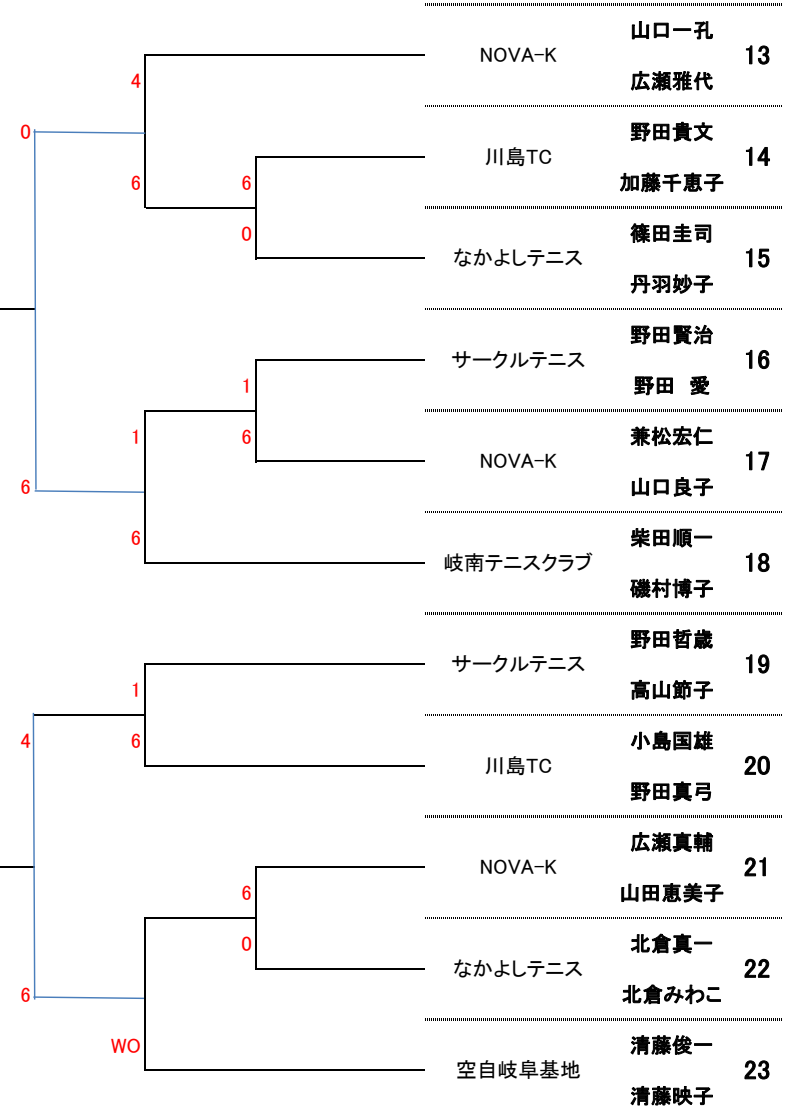 山口一孔
NOVA-K 13
4 広瀬雅代
0 野田貴文
川島TC 14
6 6 加藤千恵子
0 篠田圭司
なかよしテニス 15
丹羽妙子
野田賢治
サークルテニス 16
1 野田 愛
1 6 兼松宏仁
NOVA-K 17
6 山口良子
6 柴田順一
岐南テニスクラブ 18
磯村博子
野田哲歳
サークルテニス 19
1 高山節子
4 6 小島国雄
川島TC 20
野田真弓
広瀬真輔
NOVA-K 21
6 山田恵美子
0 北倉真一
なかよしテニス 22
6 北倉みわこ
WO 清藤俊一
空自岐阜基地 23
清藤映子